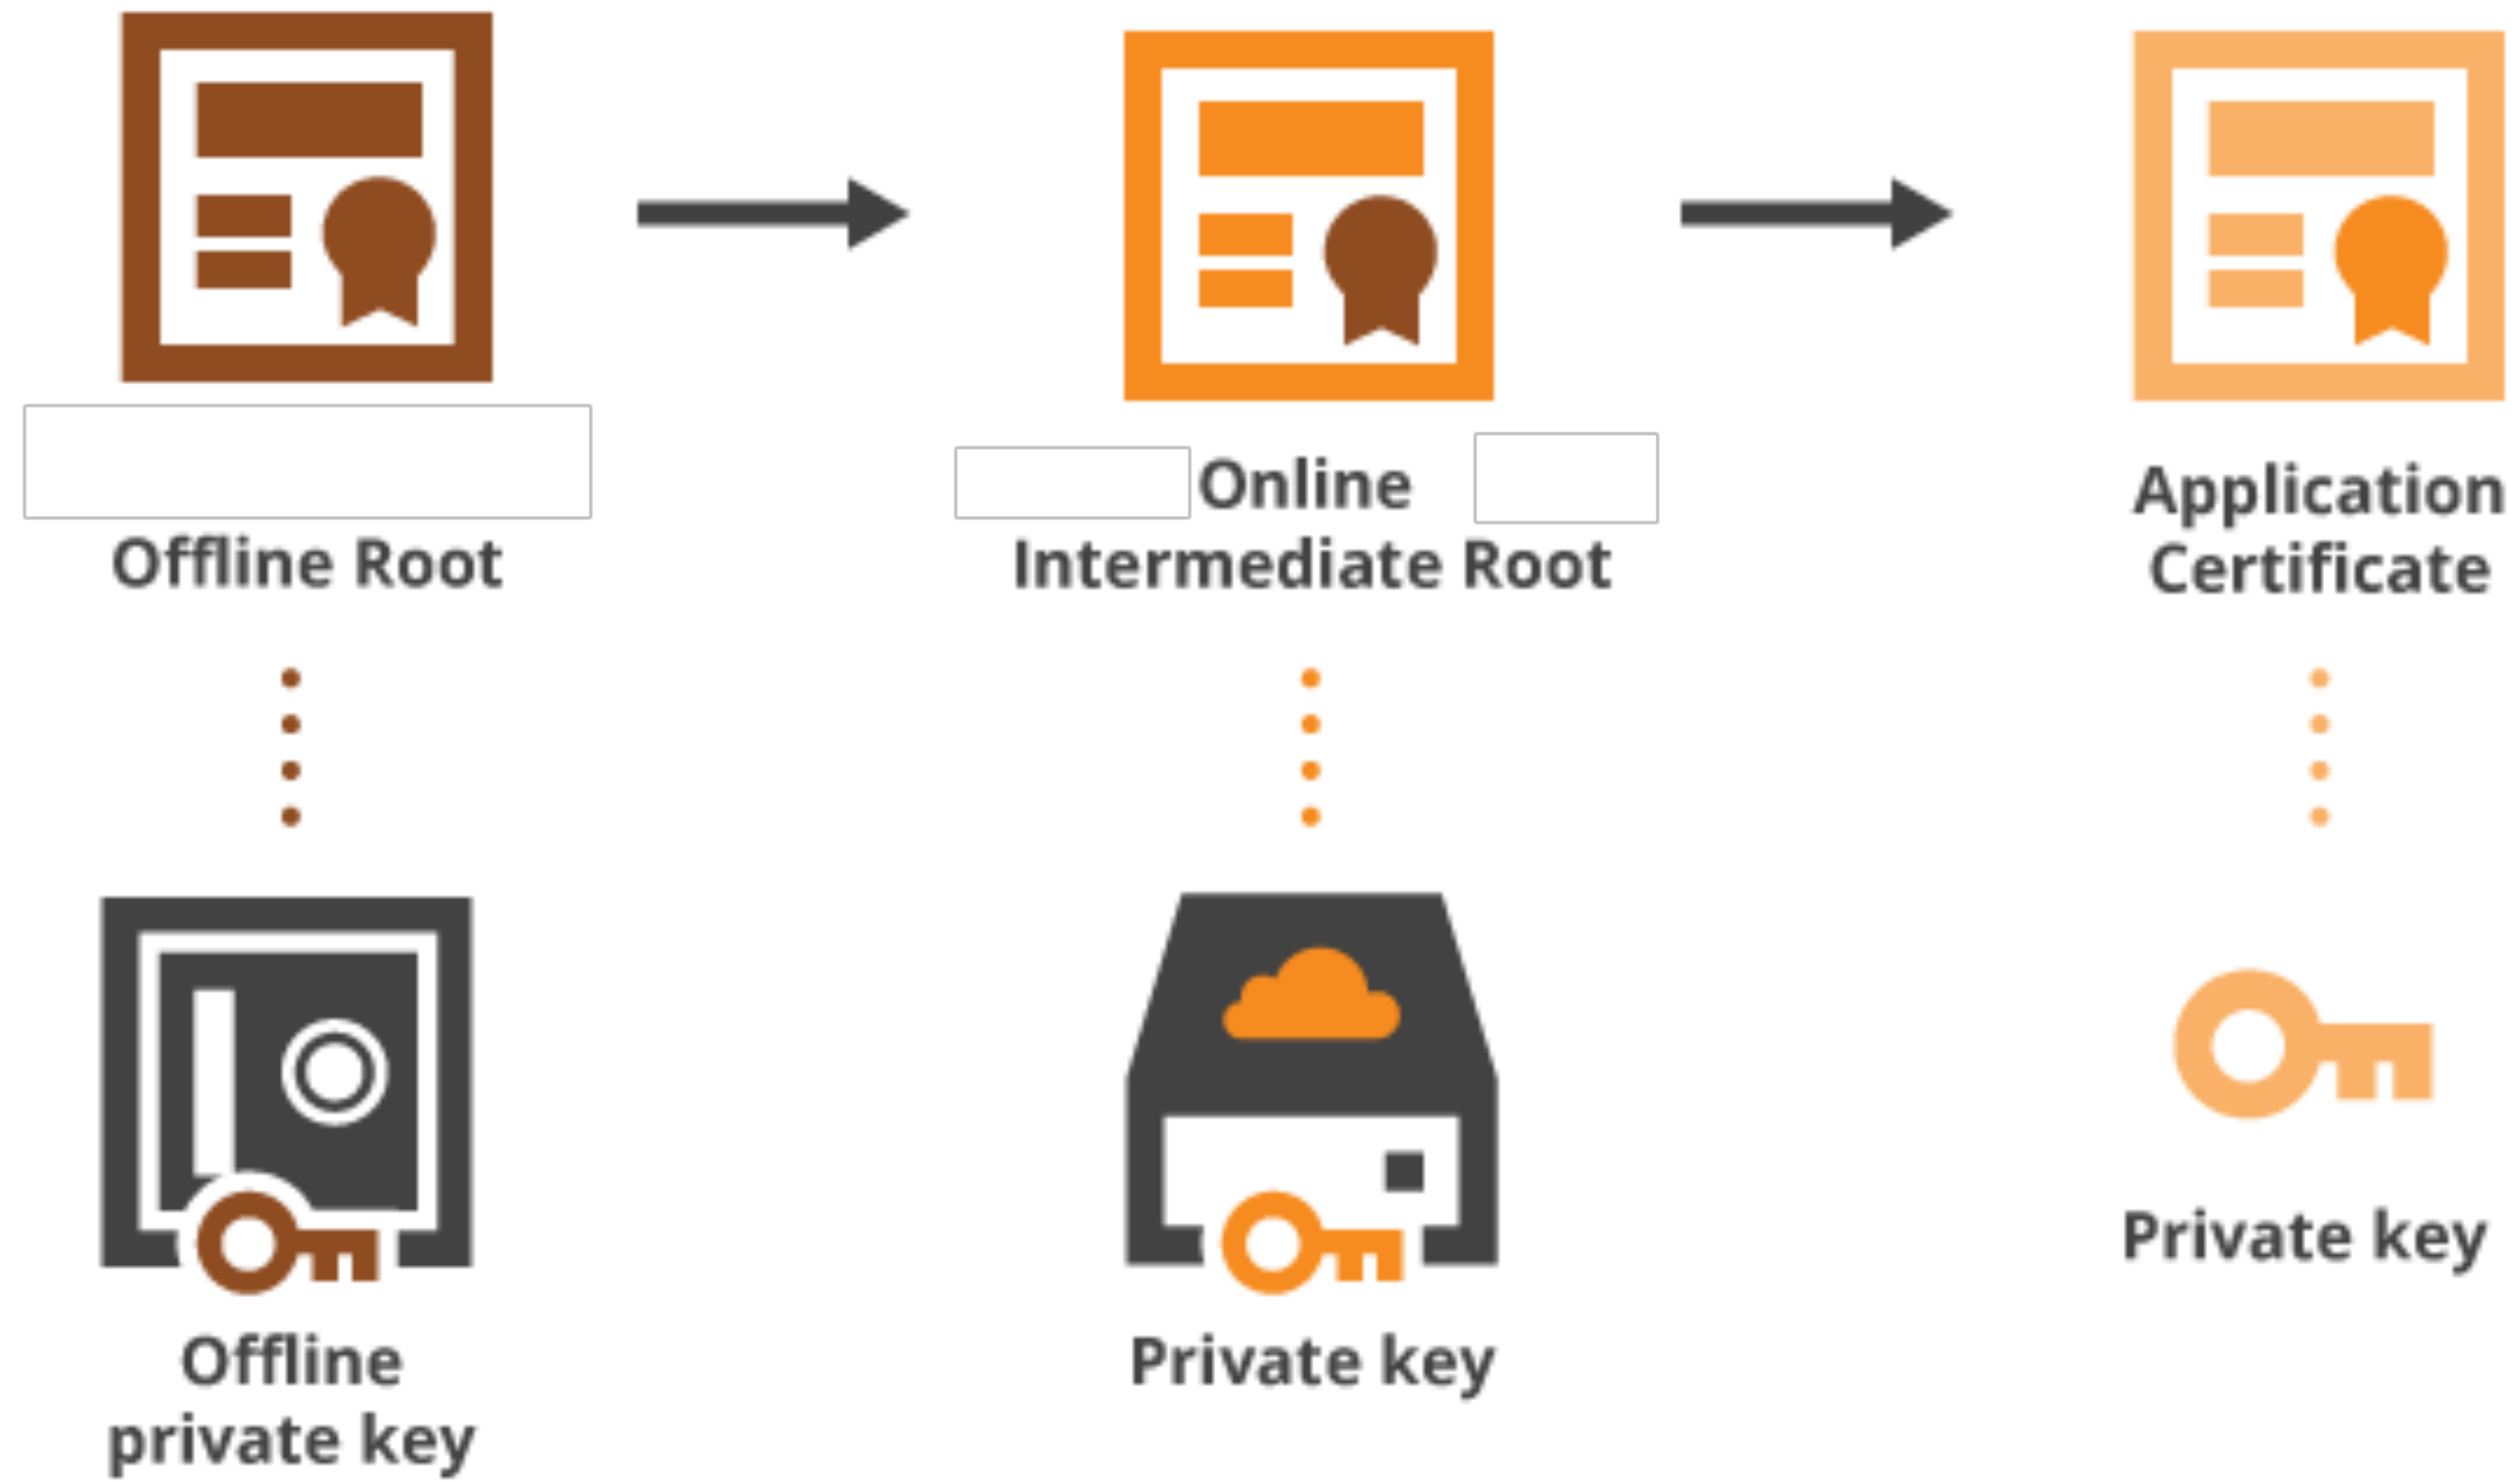 Offline Root
Online
Intermediate Root
Application
Certificate
Offline
private key
Private key
Private key